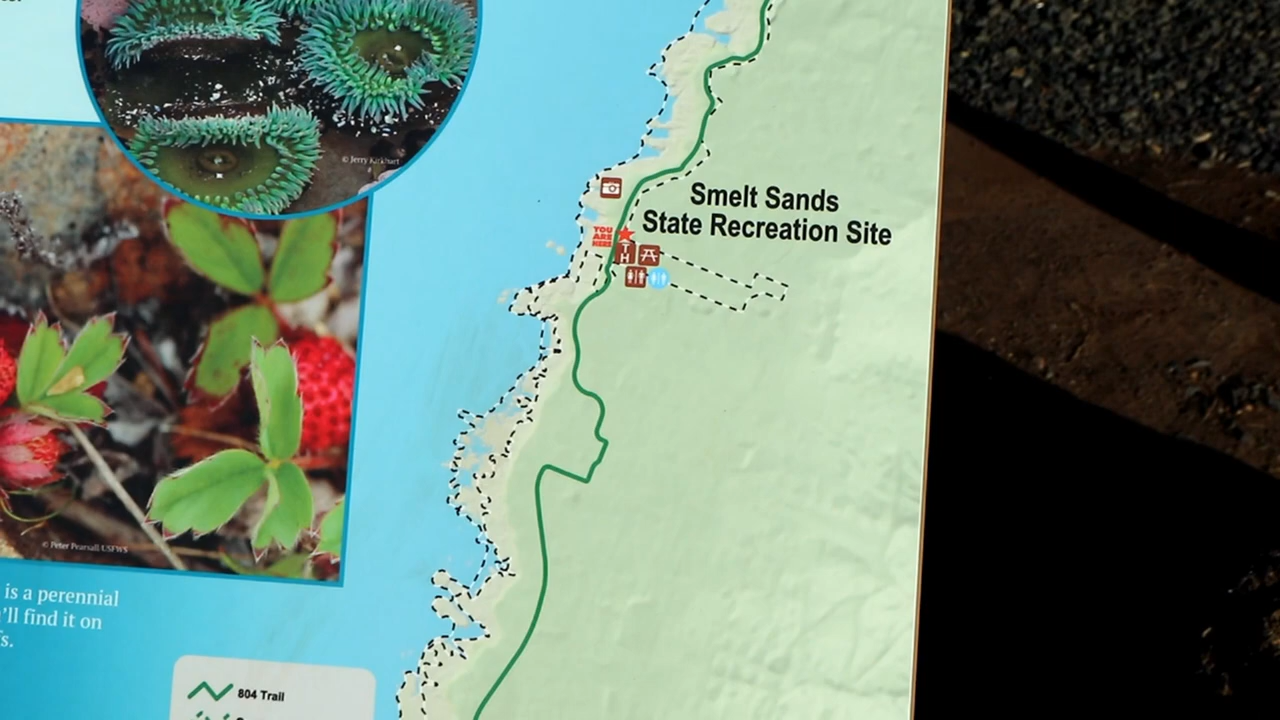 © Jerry Kirkhart
Smelt Sands
State Recreation Site
YOU
ARE
HERE
T
H
© Peter Pearsall/USFWS
is a perennial
'll find it on
fs.
804 Trail